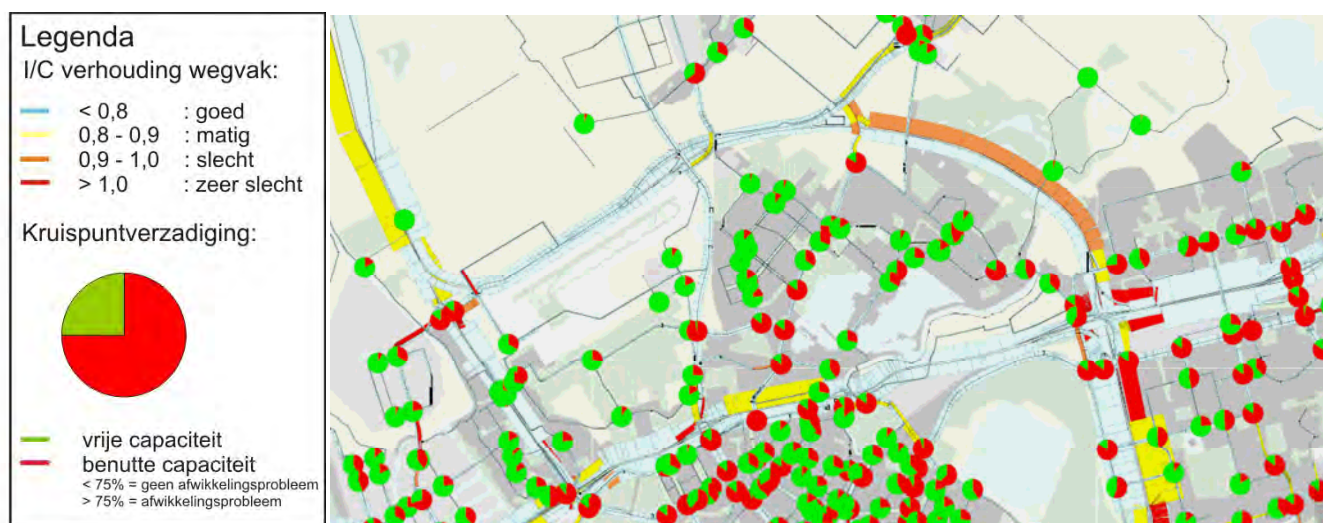 Legenda
I/C verhouding wegvak:
< 0,8 : goed
0,8 - 0,9 : matig
0,9 - 1,0 : slecht
> 1,0 : zeer slecht
Kruispuntverzadiging:
vrije capaciteit
benutte capaciteit
< 75% = geen afwikkelingsprobleem
> 75% = afwikkelingsprobleem